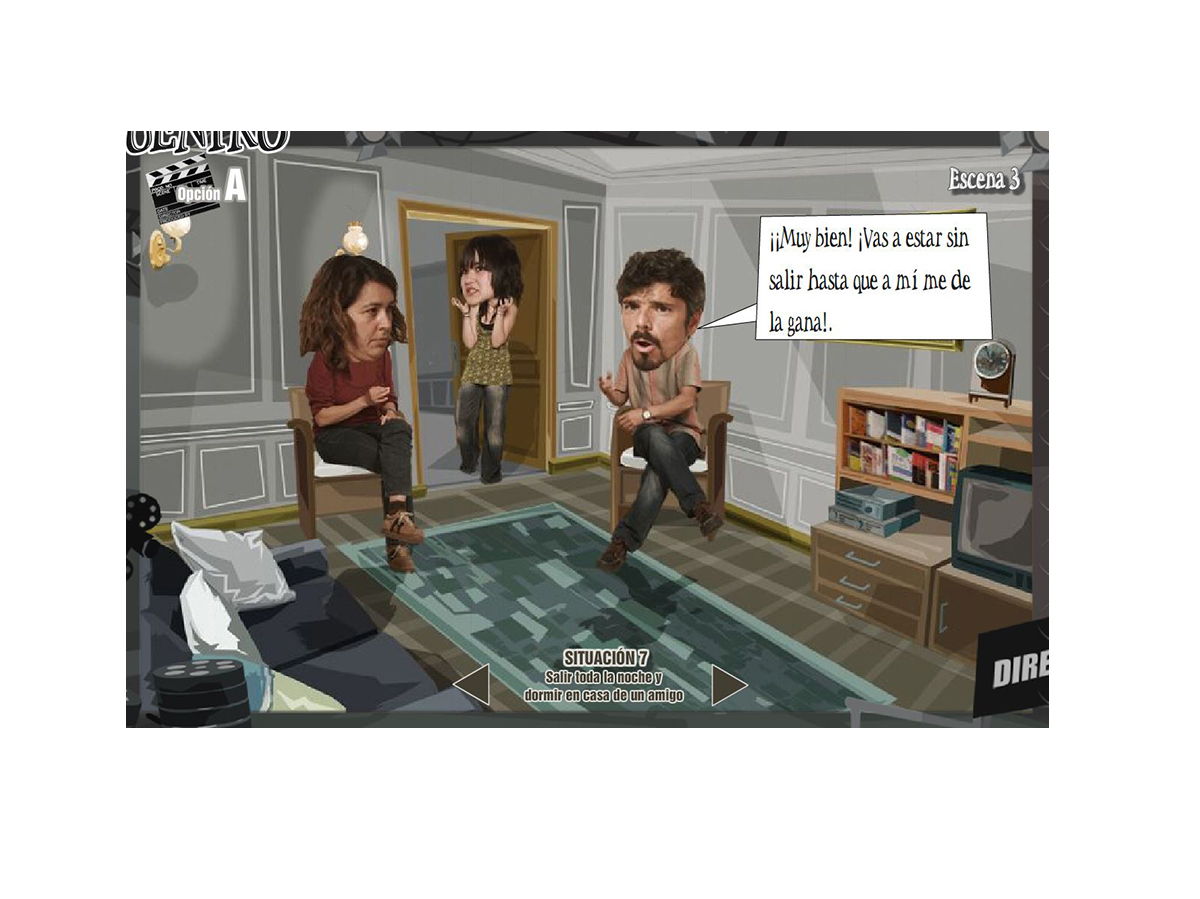 Opción A
Escena 3
¡¡Muy bien! ¡Vas a estar sin
salir hasta que a mí me de
la gana!.
SITUACIÓN 7
Salir toda la noche y
dormir en casa de un amigo
DIRE